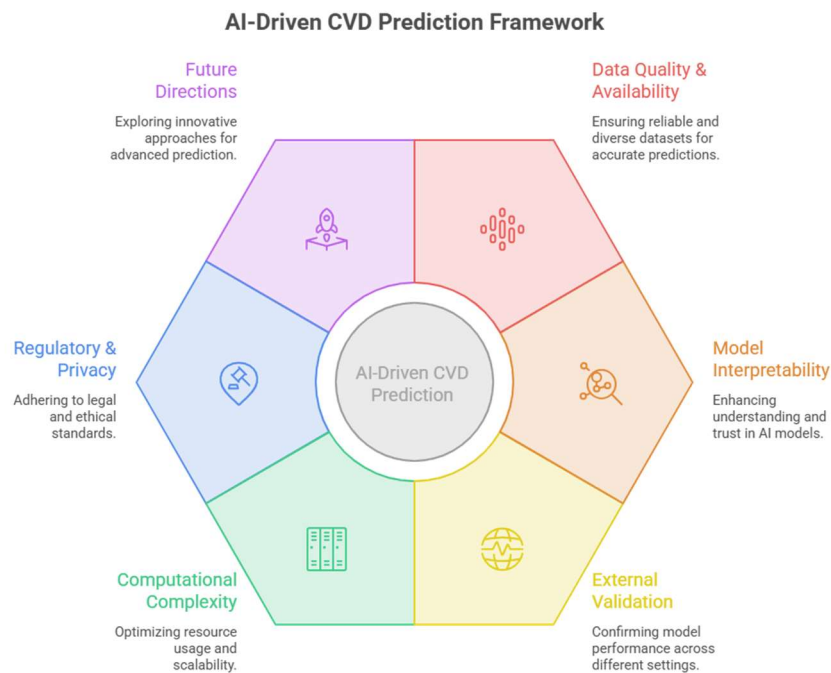 AI-Driven CVD Prediction Framework
Future
Directions
Exploring innovative
approaches for
advanced prediction.
Data Quality &
Availability
Ensuring reliable and
diverse datasets for
accurate predictions.
Regulatory &
Privacy
Adhering to legal
and ethical
standards.
AI-Driven CVD
Prediction
Model
Interpretability
Enhancing
understanding and
trust in AI models.
Computational
Complexity
Optimizing resource
usage and
scalability.
External
Validation
Confirming model
performance across
different settings.